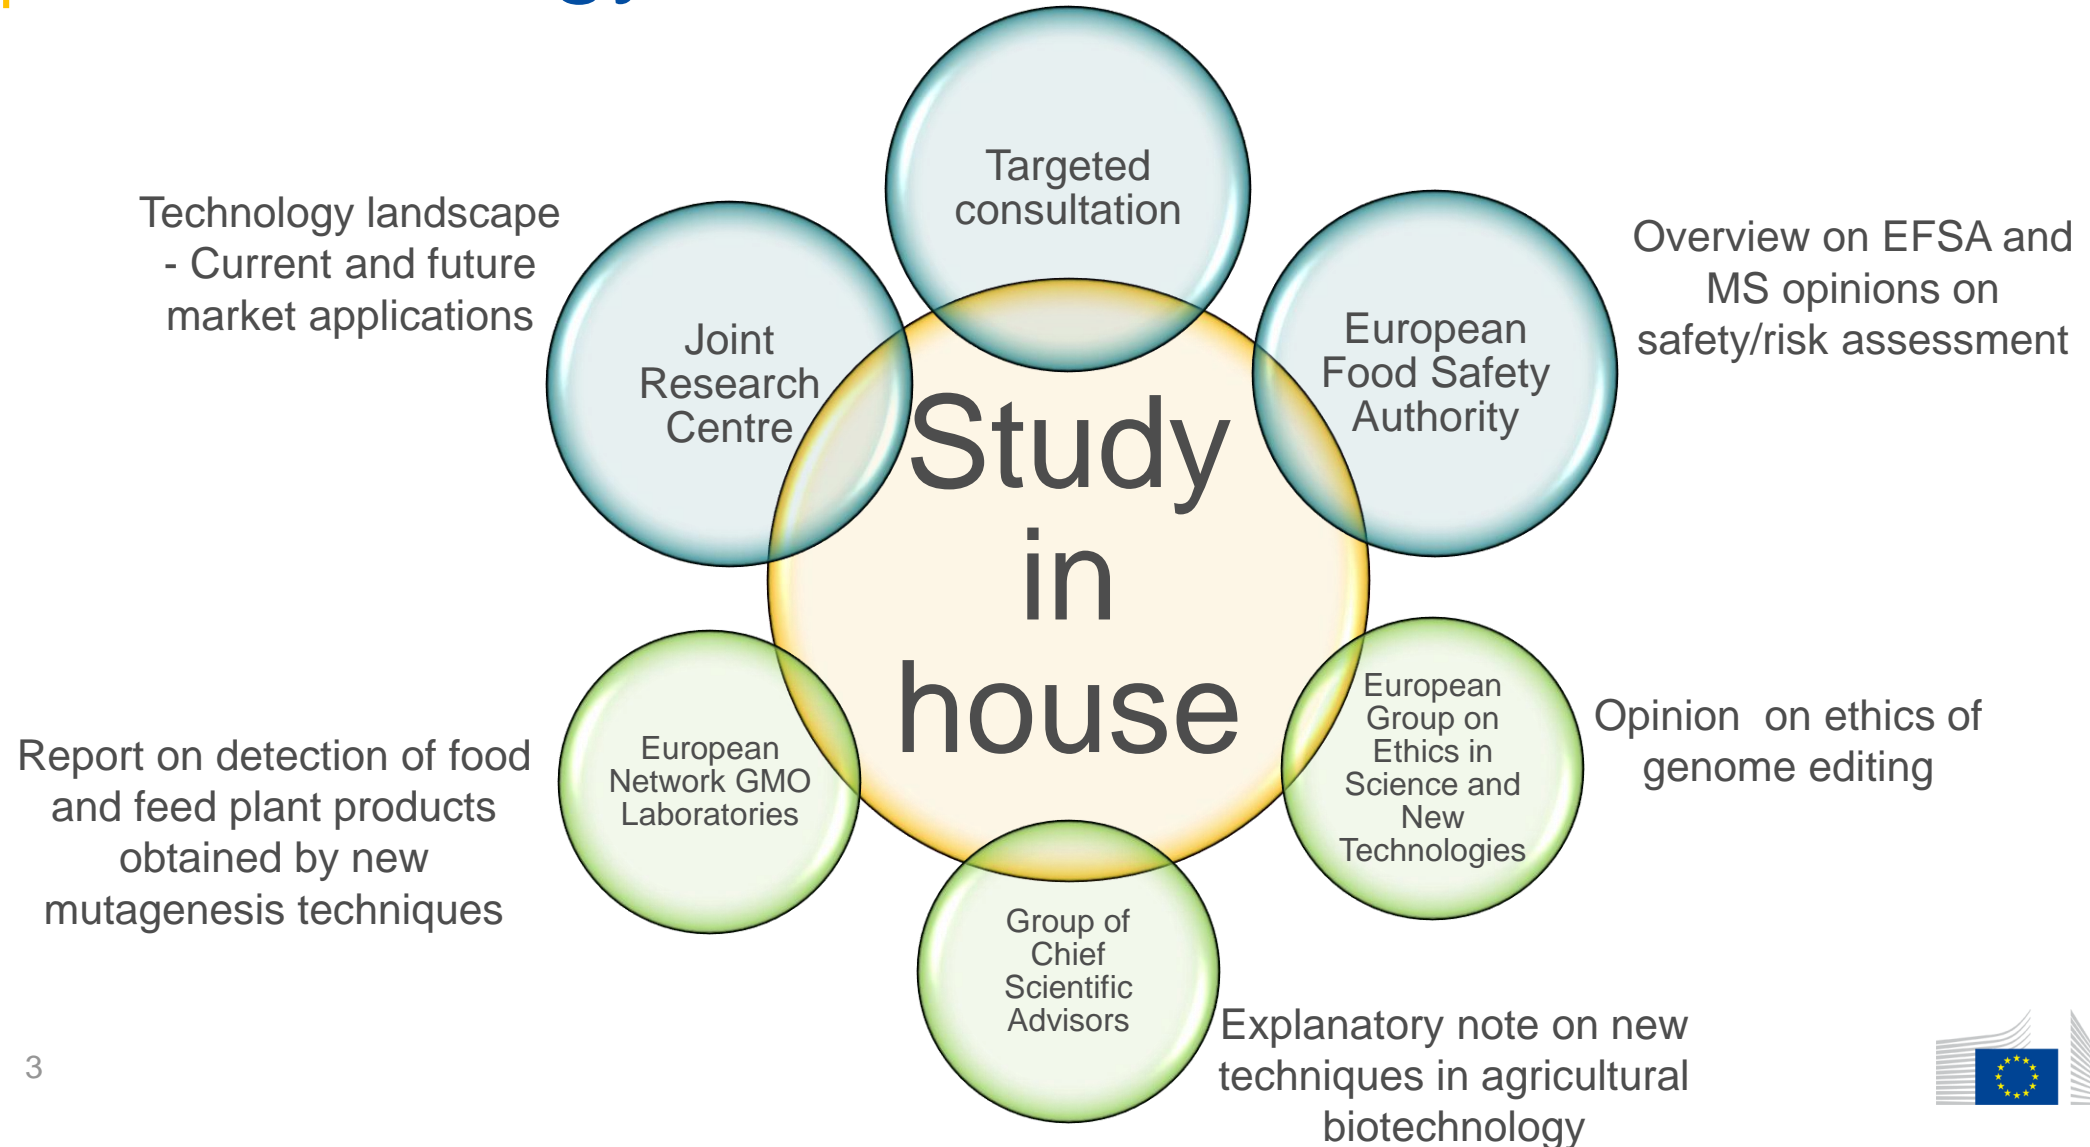 Targeted
consultation
Technology landscape
- Current and future
market applications
Joint
Research
Centre
European
Food Safety
Authority
Overview on EFSA and
MS opinions on
safety/risk assessment
Study
in
house
Report on detection of food
and feed plant products
obtained by new
mutagenesis techniques
European
Network GMO
Laboratories
European
Group on
Ethics in
Science and
New
Technologies
Opinion  on ethics of
genome editing
Group of
Chief
Scientific
Advisors
Explanatory note on new
techniques in agricultural
biotechnology
3